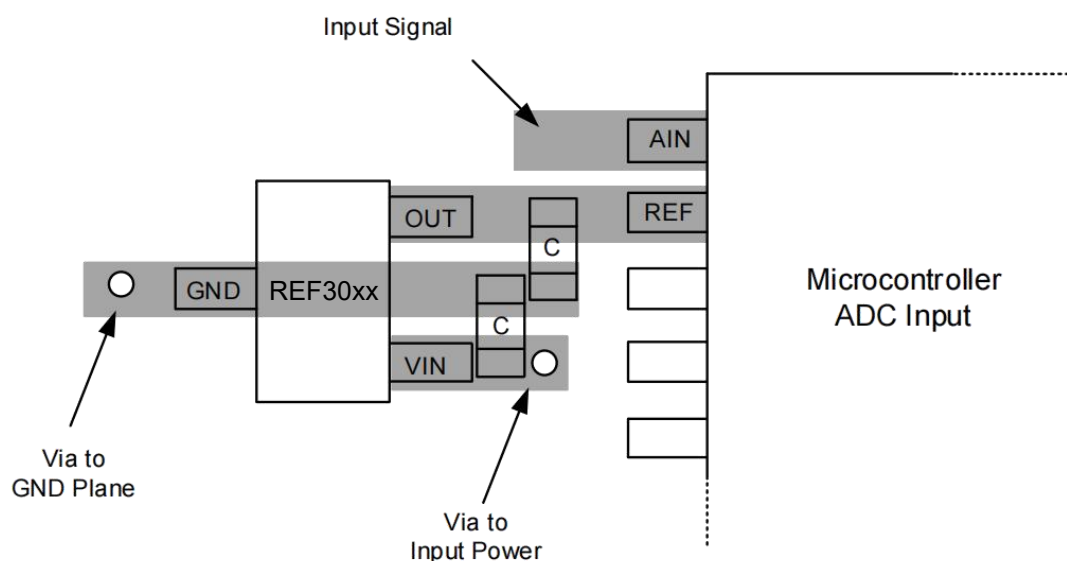 Input Signal
AIN
OUT
REF
C
GND
REF30xx
Microcontroller
ADC Input
C
VIN
Via to
GND Plane
Via to
Input Power